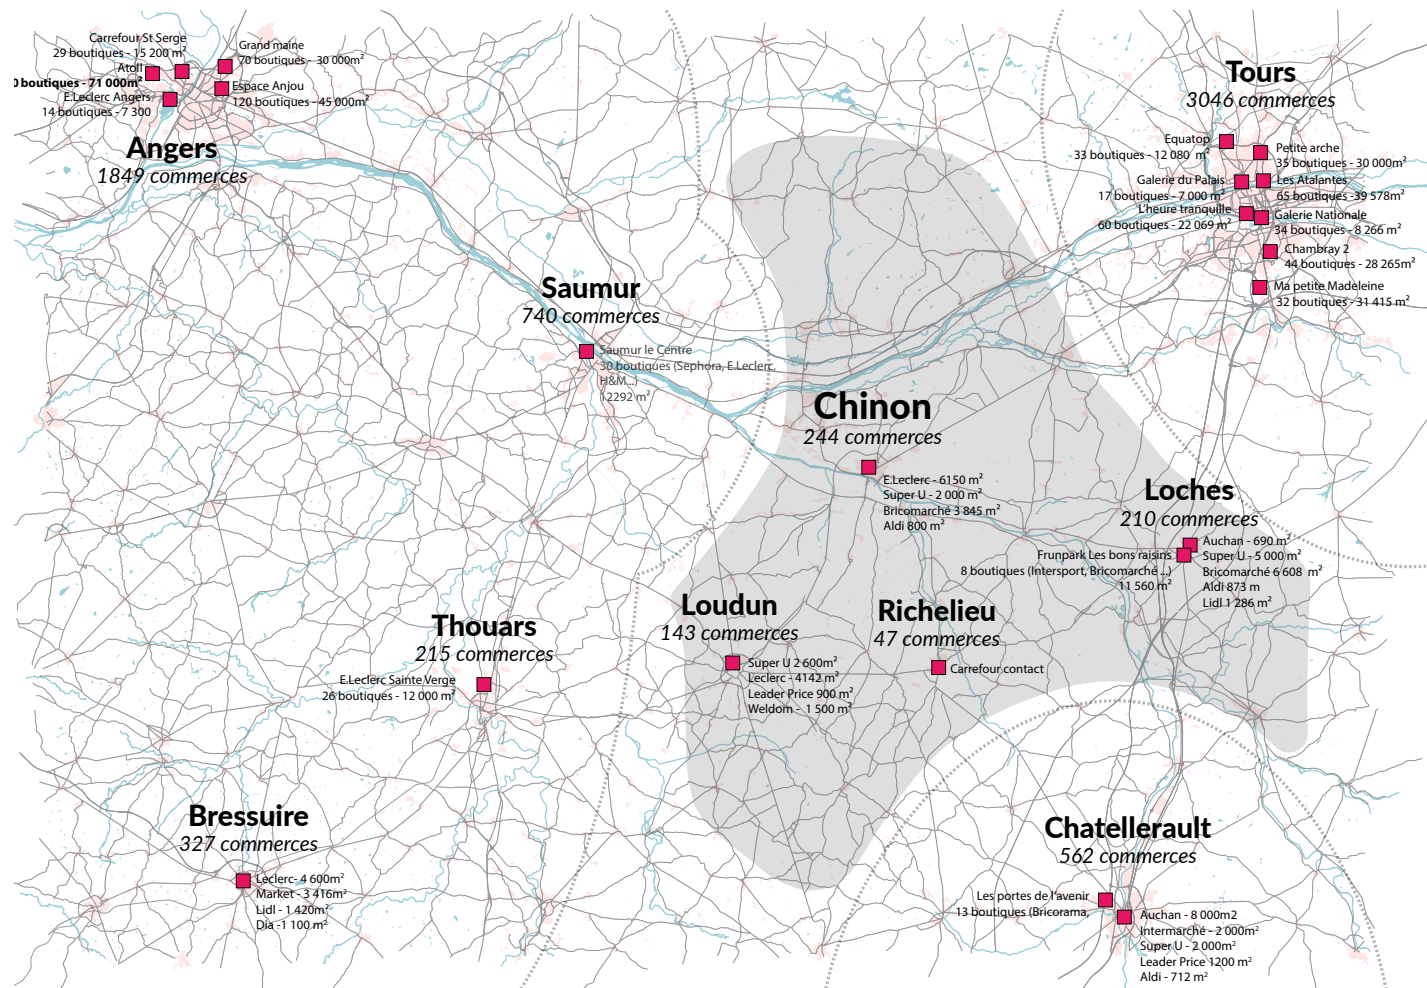 Carrefour St Serge
29 boutiques - 15 200 m²
Atoll
0 boutiques - 71 000m²
E.Leclerc Angers
14 boutiques - 7 300
Grand maine
70 boutiques - 30 000m²
Espace Anjou
120 boutiques - 45 000m²
Angers
1849 commerces
Tours
3046 commerces
Equatop
33 boutiques - 12 080 m²
Petite arche
35 boutiques - 30 000m²
Galerie du Palais
17 boutiques - 7 000 m²
Les Atalantes
65 boutiques -39 578m²
L'heure tranquille
60 boutiques - 22 069 m²
Galerie Nationale
34 boutiques - 8 266 m²
Chambray 2
44 boutiques - 28 265m²
Ma petite Madeleine
32 boutiques - 31 415 m²
Saumur
740 commerces
Saumur le Centre
30 boutiques (Sephora, E.Leclerc,
H&M...)
12292 m²
Chinon
244 commerces
E.Leclerc - 6150 m²
Super U - 2 000 m²
Bricomarché 3 845 m²
Aldi 800 m²
Loches
210 commerces
Auchan - 690 m²
Super U - 5 000 m²
Bricomarché 6 608 m²
Aldi 873 m
Lidl 1 286 m²
Frunpark Les bons raisins
8 boutiques (Intersport, Bricomarché ...)
11 560 m²
Loudun
143 commerces
Super U 2 600m²
Leclerc - 4142 m²
Leader Price 900 m²
Weldom - 1 500 m²
Richelieu
47 commerces
Carrefour contact
Thouars
215 commerces
E.Leclerc Sainte Verge
26 boutiques - 12 000 m²
Bressuire
327 commerces
Leclerc- 4 600m²
Market - 3 416m²
Lidl - 1 420m²
Dia -1 100 m²
Chatellerault
562 commerces
Les portes de l'avenir
13 boutiques (Bricorama,
Auchan - 8 000m2
Intermarché - 2 000m²
Super U - 2 000m²
Leader Price 1200 m²
Aldi - 712 m²